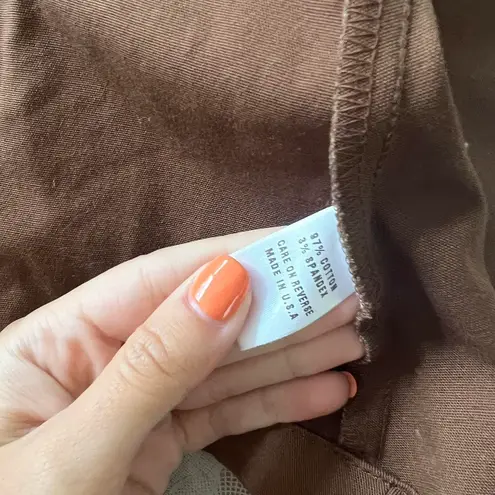 97% COTTON
3% SPANDEX
CARE ON REVERSE
MADE IN U.S.A